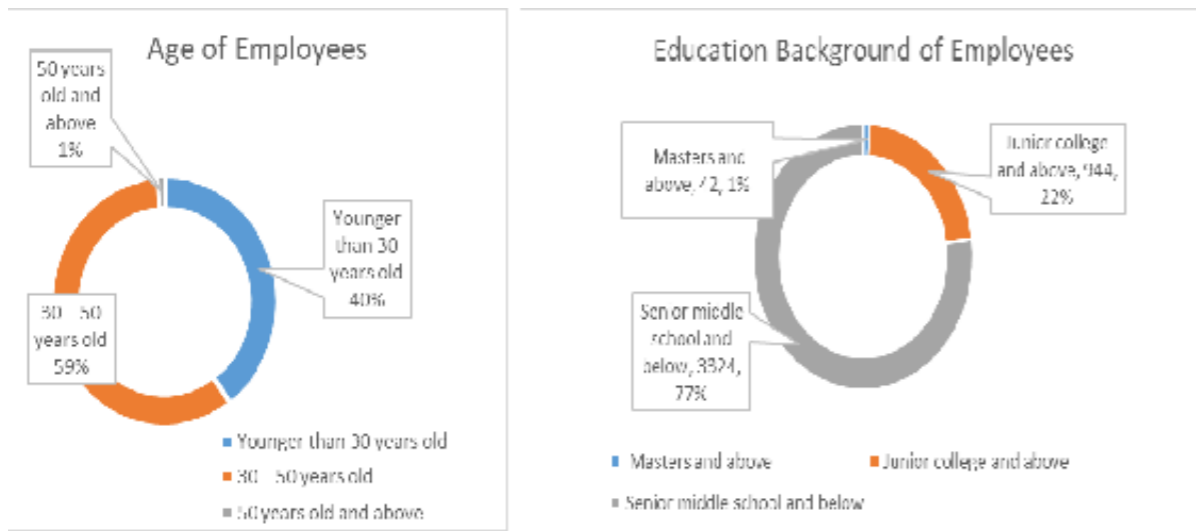 Age of Employees
50 years
old and
above
1%
Younger
than 30
years old
40%
30 50
years old
59%
Younger than 30 years old
30 50 years old
50 years old and above
Education Background of Employees
Masters and
above, 42, 1%
Junior college
and above, 944,
22%
Senior middle
school and
below, 3324,
77%
Masters and above
Junior college and above
Senior middle school and below